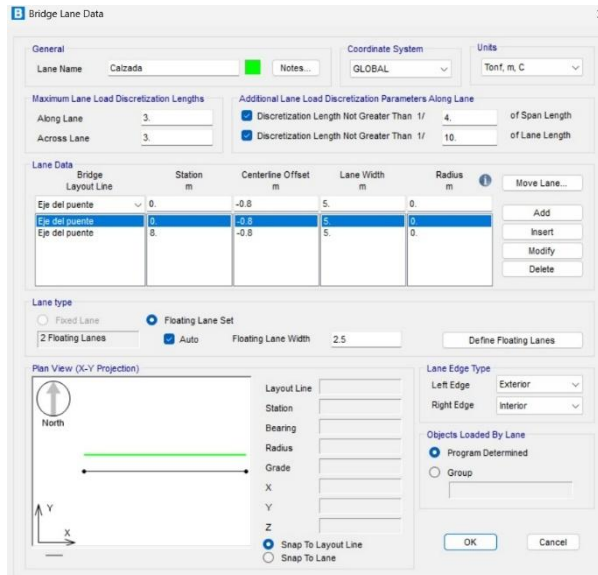 B Bridge Lane Data
General
Lane Name Calzada Notes...
Coordinate System
GLOBAL
Units
Tonf, m, C
Maximum Lane Load Discretization Lengths
Along Lane 3.
Across Lane 3.
Additional Lane Load Discretization Parameters Along Lane
Discretization Length Not Greater Than 1/ 4. of Span Length
Discretization Length Not Greater Than 1/ 10. of Lane Length
Lane Data
Bridge Layout Line Station m Centerline Offset m Lane Width m Radius m
Eje del puente 0. -0.8 5. 0.
Eje del puente 0. -0.8 5. 0.
Eje del puente 8. -0.8 5. 0.
Move Lane...
Add
Insert
Modify
Delete
Lane type
Fixed Lane Floating Lane Set
2 Floating Lanes Auto Floating Lane Width 2.5 Define Floating Lanes
Plan View (X-Y Projection)
North
Y
X
Layout Line
Station
Bearing
Radius
Grade
X
Y
Z
Snap To Layout Line
Snap To Lane
Lane Edge Type
Left Edge Exterior
Right Edge Interior
Objects Loaded By Lane
Program Determined
Group
OK Cancel